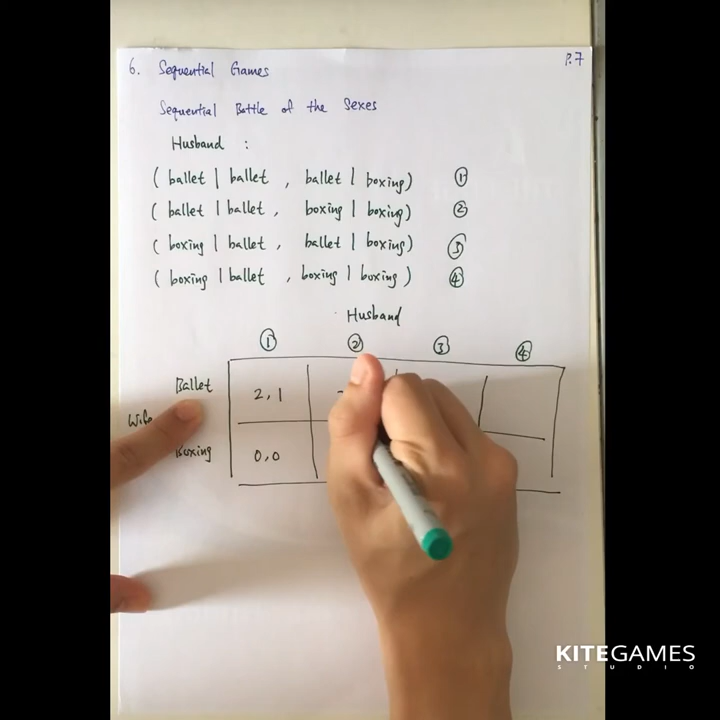 6. Sequential Games P.7
Sequential Battle of the Sexes
Husband :
( ballet | ballet , ballet | boxing) ①
( ballet | ballet , boxing | boxing) ②
( boxing | ballet , ballet | boxing) ③
( boxing | ballet , boxing | boxing ) ④
Husband
① ② ③ ④
Ballet 2,1
Wife
Boxing 0,0
KITEGAMES
STUDIO